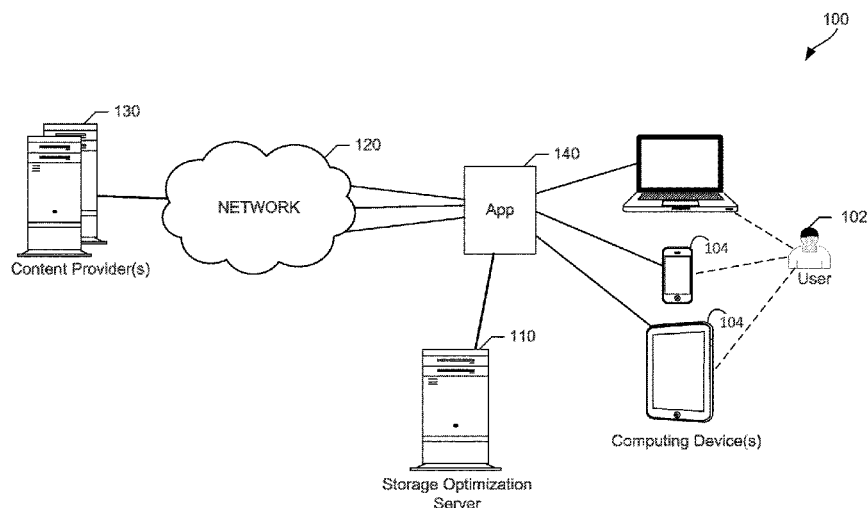 100
130
120
140
NETWORK
App
102
104
User
Content Provider(s)
104
110
Computing Device(s)
Storage Optimization
Server